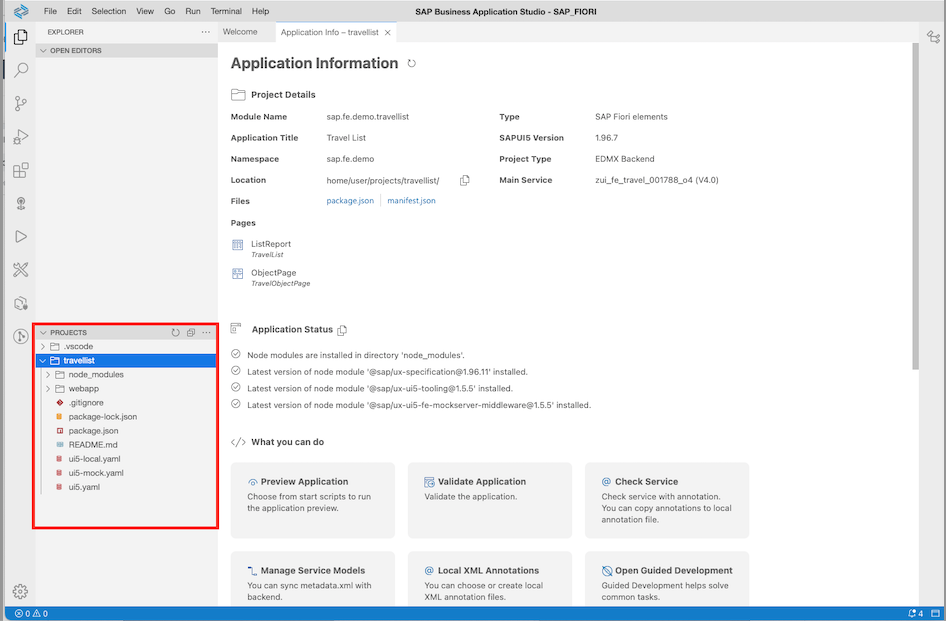 File Edit Selection View Go Run Terminal Help
SAP Business Application Studio - SAP_FIORI
EXPLORER
OPEN EDITORS
PROJECTS
.vscode
travellist
node_modules
webapp
.gitignore
package-lock.json
package.json
README.md
ui5-local.yaml
ui5-mock.yaml
ui5.yaml
Welcome
Application Info – travellist
Application Information
Project Details
Module Name sap.fe.demo.travellist Type SAP Fiori elements
Application Title Travel List SAPUI5 Version 1.96.7
Namespace sap.fe.demo Project Type EDMX Backend
Location home/user/projects/travellist/ Main Service zui_fe_travel_001788_o4 (V4.0)
Files package.json manifest.json
Pages
ListReport
TravelList
ObjectPage
TravelObjectPage
Application Status
Node modules are installed in directory 'node_modules'.
Latest version of node module '@sap/ux-specification@1.96.11' installed.
Latest version of node module '@sap/ux-ui5-tooling@1.5.5' installed.
Latest version of node module '@sap/ux-ui5-fe-mockserver-middleware@1.5.5' installed.
What you can do
Preview Application
Choose from start scripts to run
the application preview.
Validate Application
Validate the application.
Check Service
Check service with annotation.
You can copy annotations to local
annotation file.
Manage Service Models
You can sync metadata.xml with
backend.
Local XML Annotations
You can choose or create local
XML annotation files.
Open Guided Development
Guided Development helps solve
common tasks.
0 0
4